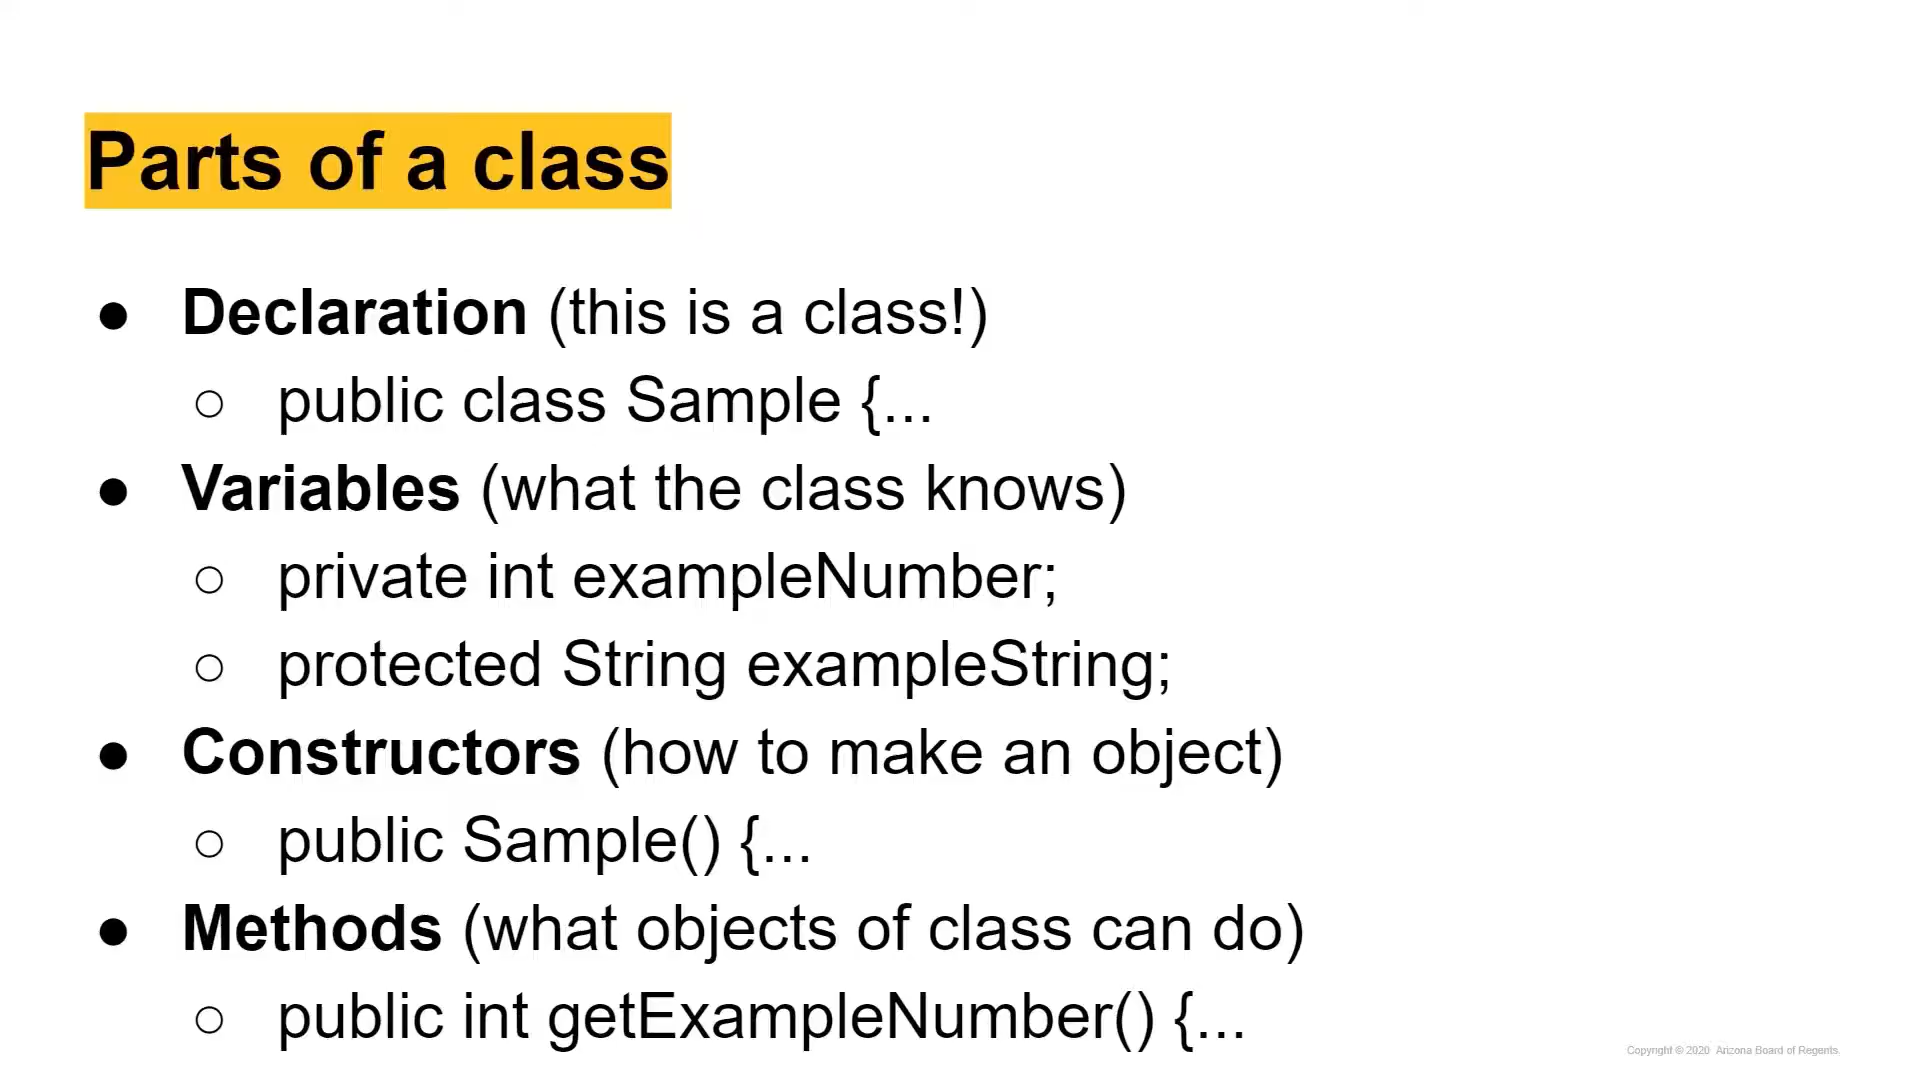 Parts of a class
● Declaration (this is a class!)
○ public class Sample {...
● Variables (what the class knows)
○ private int exampleNumber;
○ protected String exampleString;
● Constructors (how to make an object)
○ public Sample() {...
● Methods (what objects of class can do)
○ public int getExampleNumber() {...
Copyright © 2020 Arizona Board of Regents.